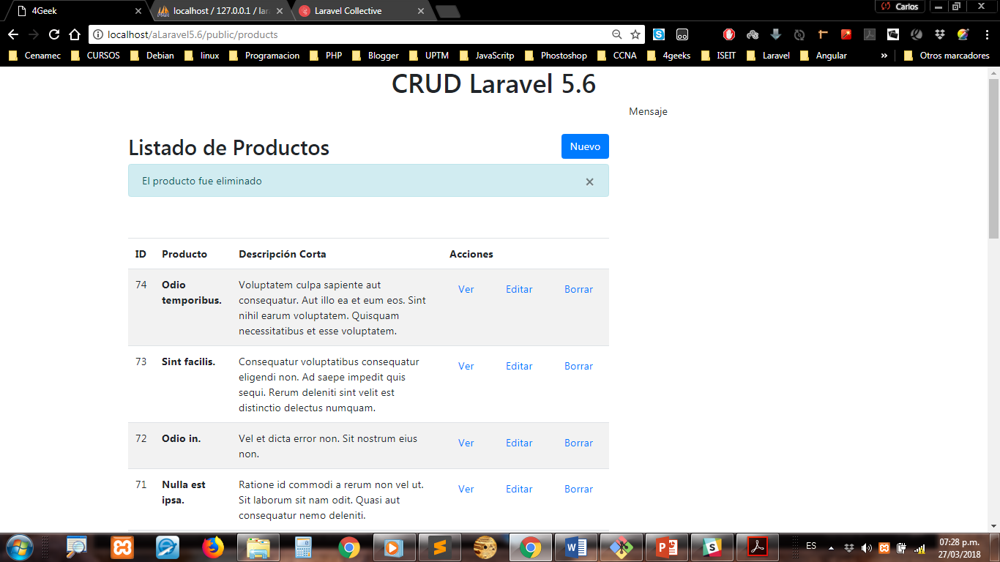 4Geek
localhost / 127.0.0.1 / lar
Laravel Collective
Carlos
localhost/aLaravel5.6/public/products
Cenamec
CURSOS
Debian
linux
Programacion
PHP
Blogger
UPTM
JavaScritp
Phostoshop
CCNA
4geeks
ISEIT
Laravel
Angular
»
Otros marcadores
CRUD Laravel 5.6
Mensaje
Listado de Productos
Nuevo
El producto fue eliminado
×
ID Producto Descripción Corta Acciones
74 Odio temporibus.
Voluptatem culpa sapiente aut
consequatur. Aut illo ea et eum eos. Sint
nihil earum voluptatem. Quisquam
necessitatibus et esse voluptatem.
Ver Editar Borrar
73 Sint facilis.
Consequatur voluptatibus consequatur
eligendi non. Ad saepe impedit quis
sequi. Rerum deleniti sint velit est
distinctio delectus numquam.
Ver Editar Borrar
72 Odio in.
Vel et dicta error non. Sit nostrum eius
non.
Ver Editar Borrar
71 Nulla est ipsa.
Ratione id commodi a rerum non vel ut.
Sit laborum sit nam odit. Quasi aut
consequatur nemo deleniti.
Ver Editar Borrar
ES
07:28 p.m.
27/03/2018